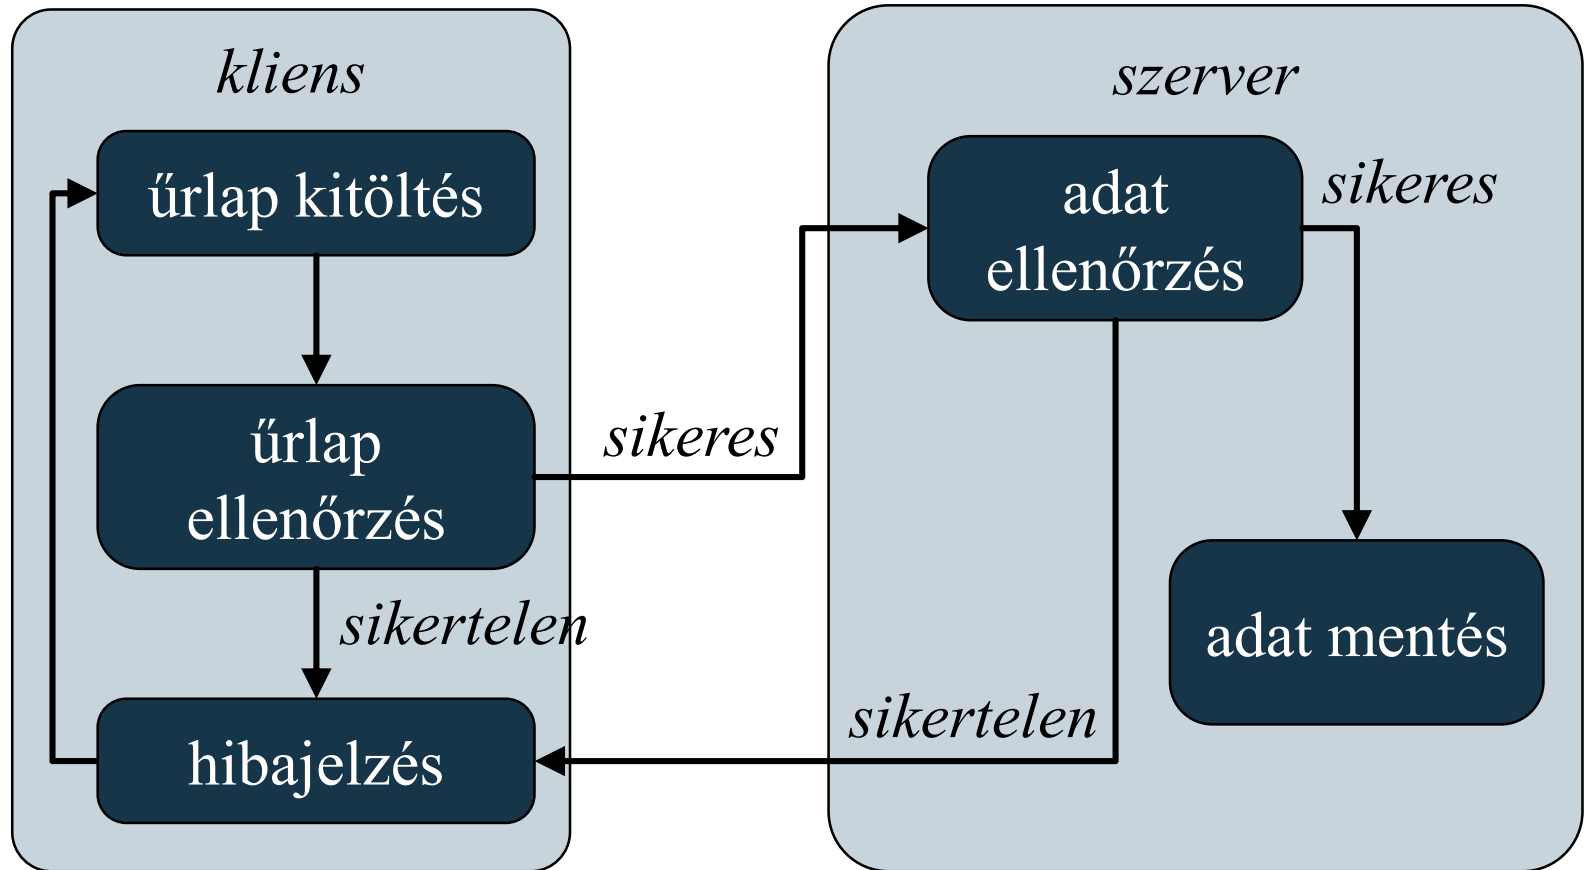 kliens
űrlap kitöltés
űrlap
ellenőrzés
sikertelen
hibajelzés
sikeres
szerver
adat
ellenőrzés
sikeres
adat mentés
sikertelen